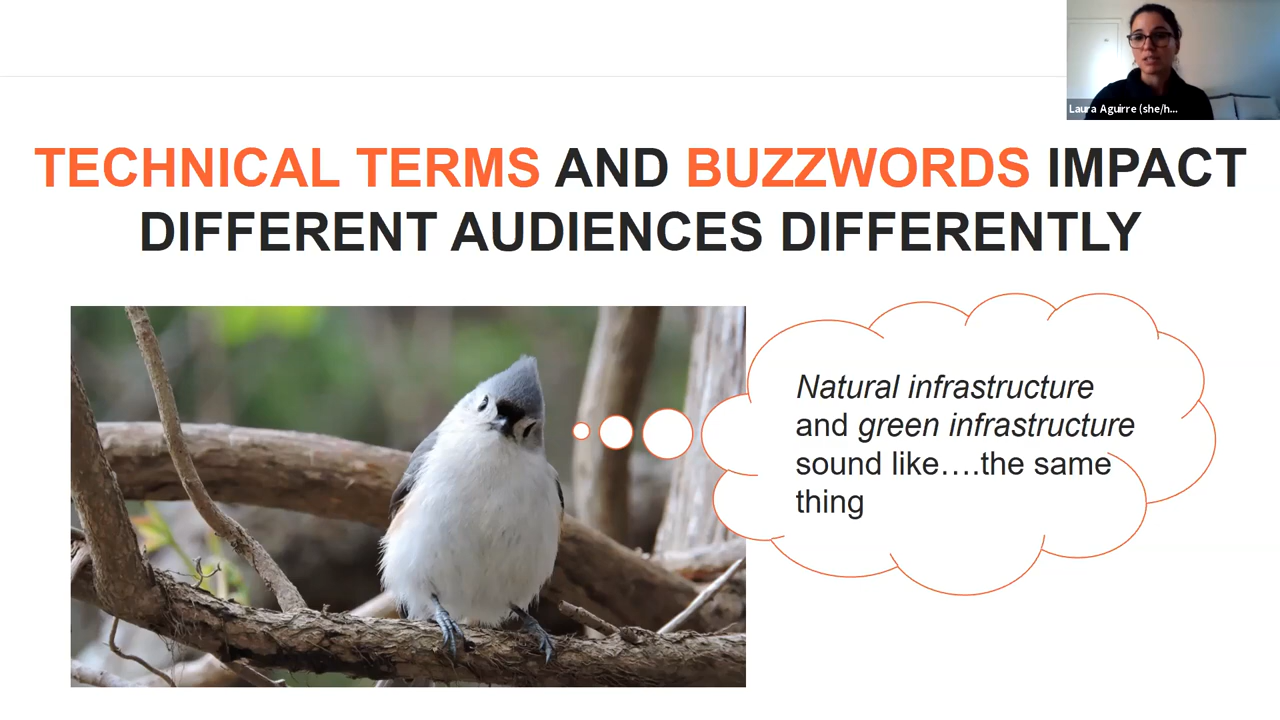 Laura Aguirre (she/h...
TECHNICAL TERMS AND BUZZWORDS IMPACT
DIFFERENT AUDIENCES DIFFERENTLY
Natural infrastructure
and green infrastructure
sound like….the same
thing